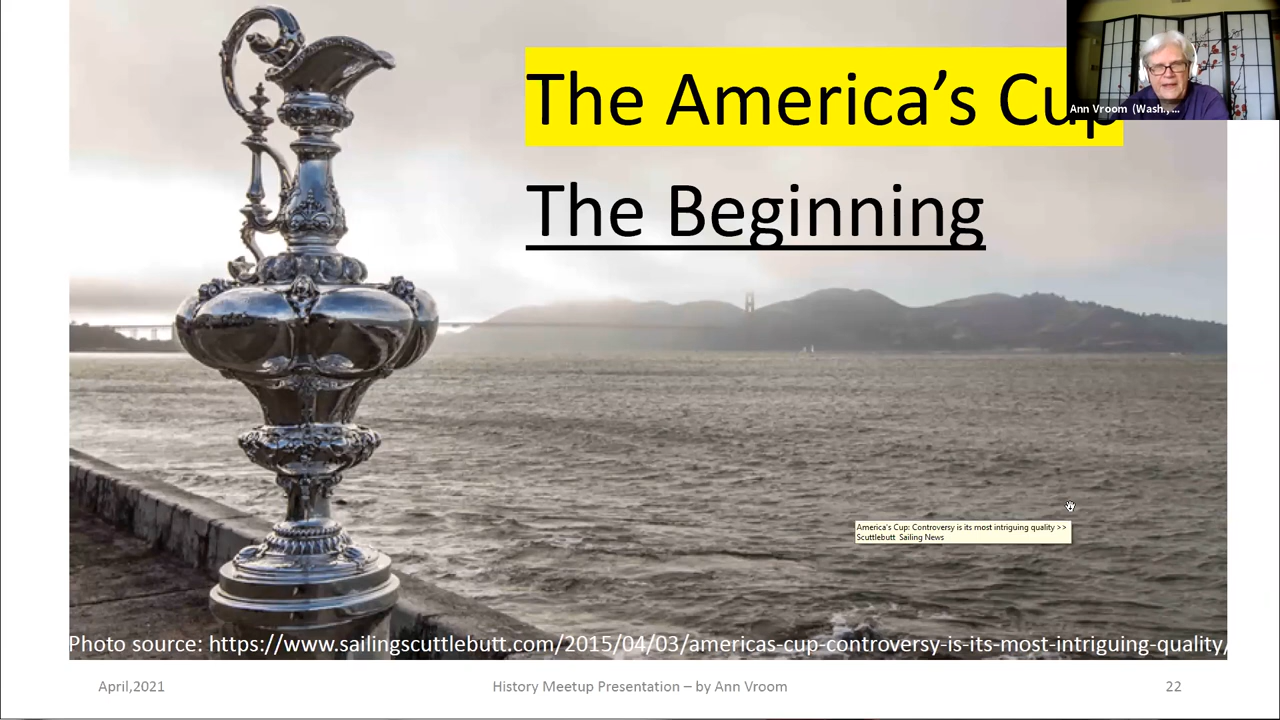 The America's Cup
Ann Vroom (Wash.)...
The Beginning
America's Cup: Controversy is its most intriguing quality >>
Scuttlebutt Sailing News
Photo source: https://www.sailingscuttlebutt.com/2015/04/03/americas-cup-controversy-is-its-most-intriguing-quality/
April,2021
History Meetup Presentation – by Ann Vroom
22